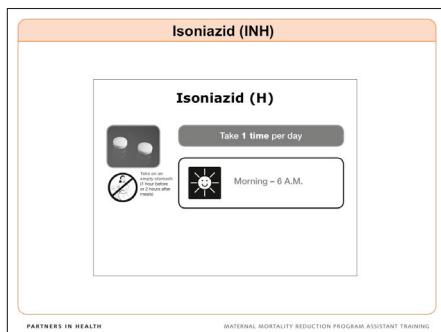 Isoniazid (INH)
Isoniazid (H)
Take 1 time per day
Take on an
empty stomach
(1 hour before
or 2 hours after
meals)
Morning – 6 A.M.
PARTNERS IN HEALTH
MATERNAL MORTALITY REDUCTION PROGRAM ASSISTANT TRAINING